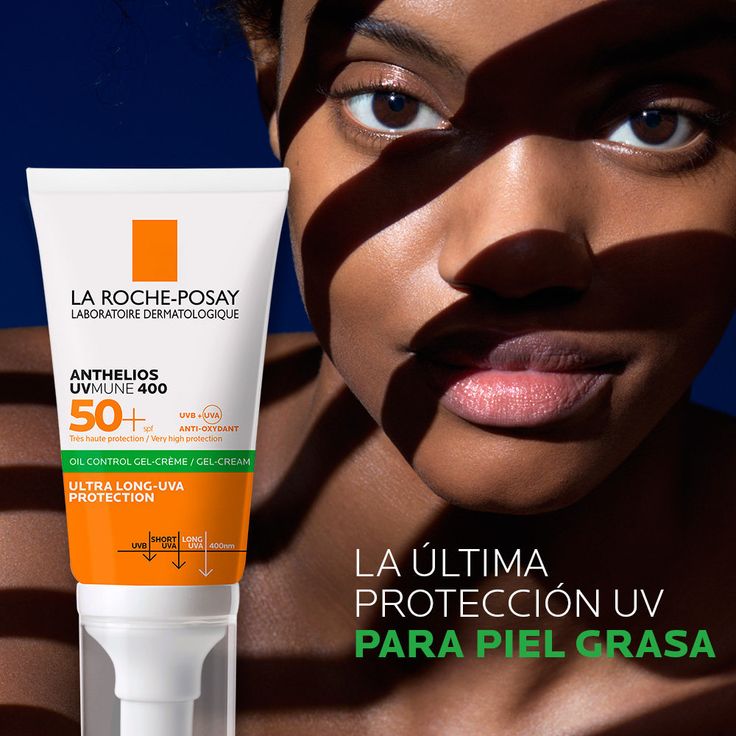 LA ROCHE-POSAY
LABORATOIRE DERMATOLOGIQUE
ANTHELIOS
UVMUNE 400
50+ spf
UVB + UVA
ANTI-OXYDANT
Très haute protection / Very high protection
OIL CONTROL GEL-CRÈME / GEL-CREAM
ULTRA LONG-UVA
PROTECTION
UVB
SHORT
UVA
LONG
UVA
400nm
LA ÚLTIMA
PROTECCIÓN UV
PARA PIEL GRASA